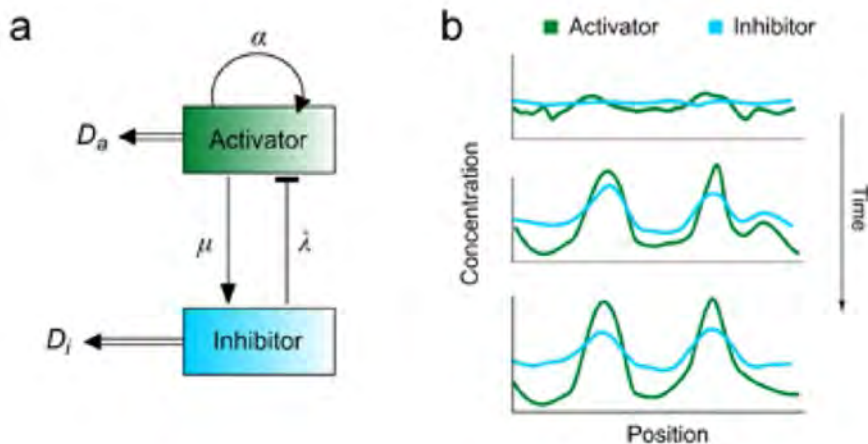 a
α
Activator
Dₐ
μ
λ
Inhibitor
Dᵢ
b
Activator
Inhibitor
Concentration
Time
Position